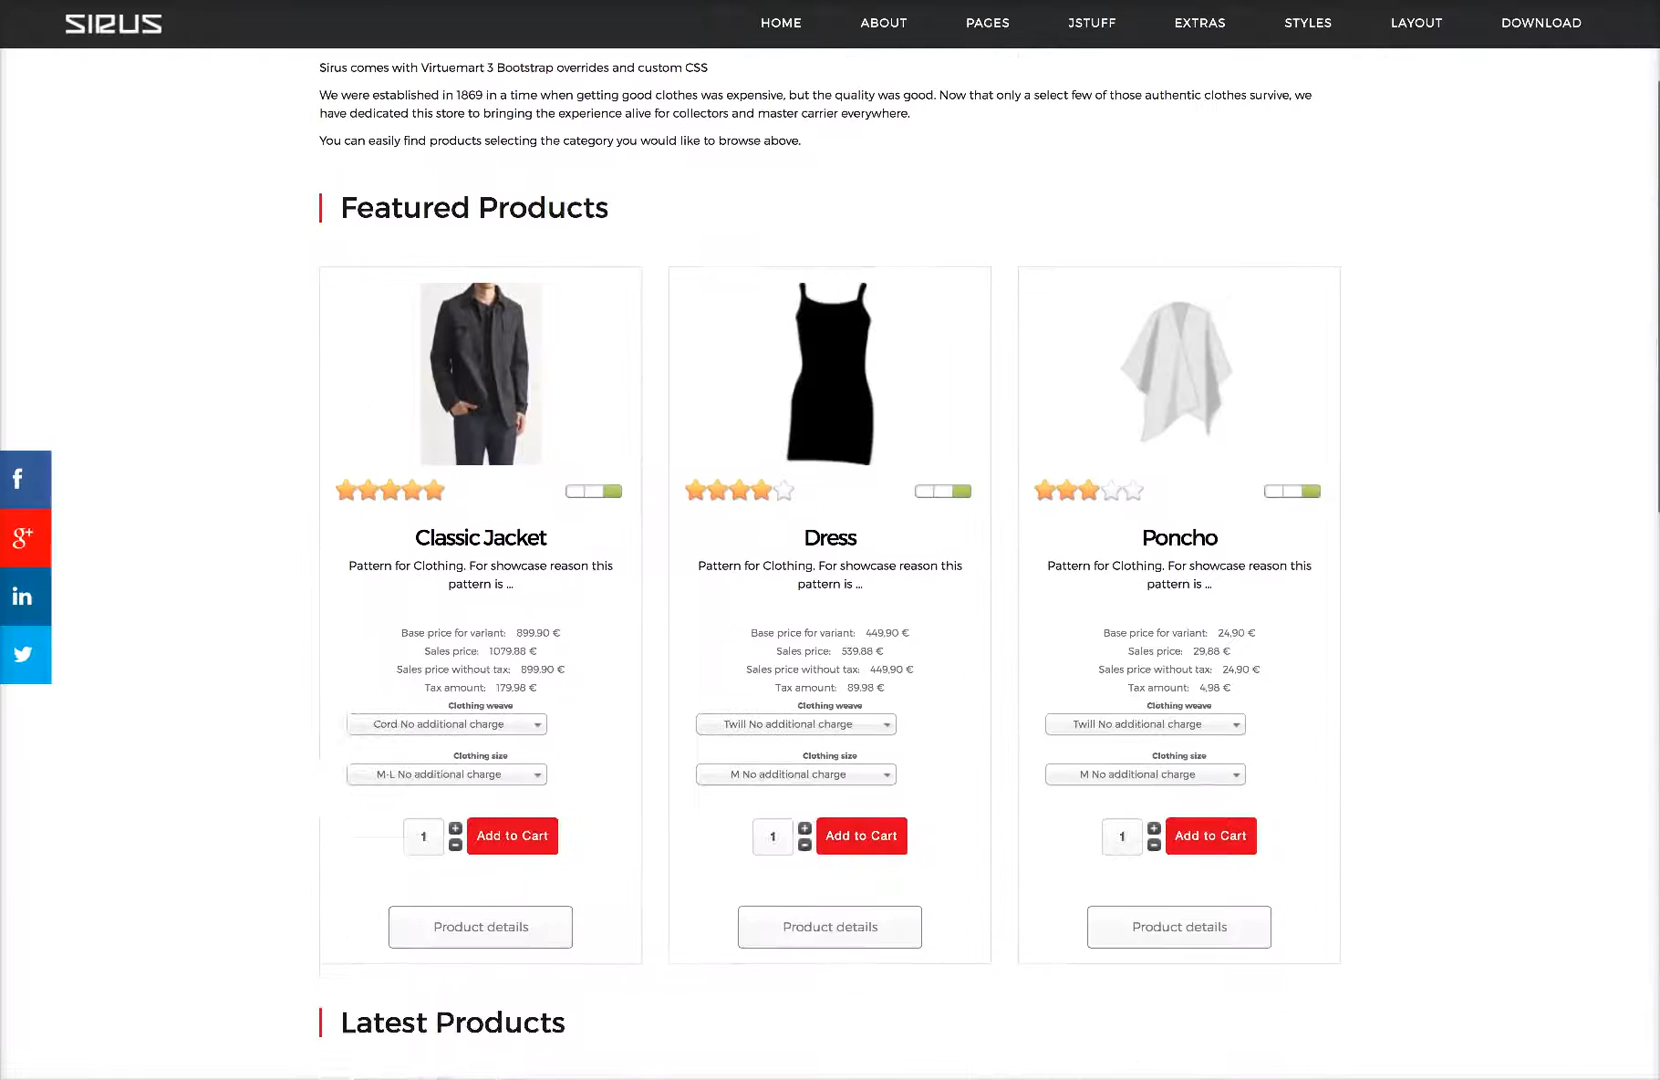 SIRUS
HOME ABOUT PAGES JSTUFF EXTRAS STYLES LAYOUT DOWNLOAD
Sirus comes with Virtuemart 3 Bootstrap overrides and custom CSS
We were established in 1869 in a time when getting good clothes was expensive, but the quality was good. Now that only a select few of those authentic clothes survive, we
have dedicated this store to bringing the experience alive for collectors and master carrier everywhere.
You can easily find products selecting the category you would like to browse above.
Featured Products
Classic Jacket
Pattern for Clothing. For showcase reason this
pattern is ...
Base price for variant: 899.90 €
Sales price: 1079.88 €
Sales price without tax: 899.90 €
Tax amount: 179.98 €
Clothing weave
Cord No additional charge
Clothing size
M-L No additional charge
1
Add to Cart
Product details
Dress
Pattern for Clothing. For showcase reason this
pattern is ...
Base price for variant: 449,90 €
Sales price: 539.88 €
Sales price without tax: 449,90 €
Tax amount: 89.98 €
Clothing weave
Twill No additional charge
Clothing size
M No additional charge
1
Add to Cart
Product details
Poncho
Pattern for Clothing. For showcase reason this
pattern is ...
Base price for variant: 24,90 €
Sales price: 29,88 €
Sales price without tax: 24,90 €
Tax amount: 4,98 €
Clothing weave
Twill No additional charge
Clothing size
M No additional charge
1
Add to Cart
Product details
Latest Products
f
g+
in